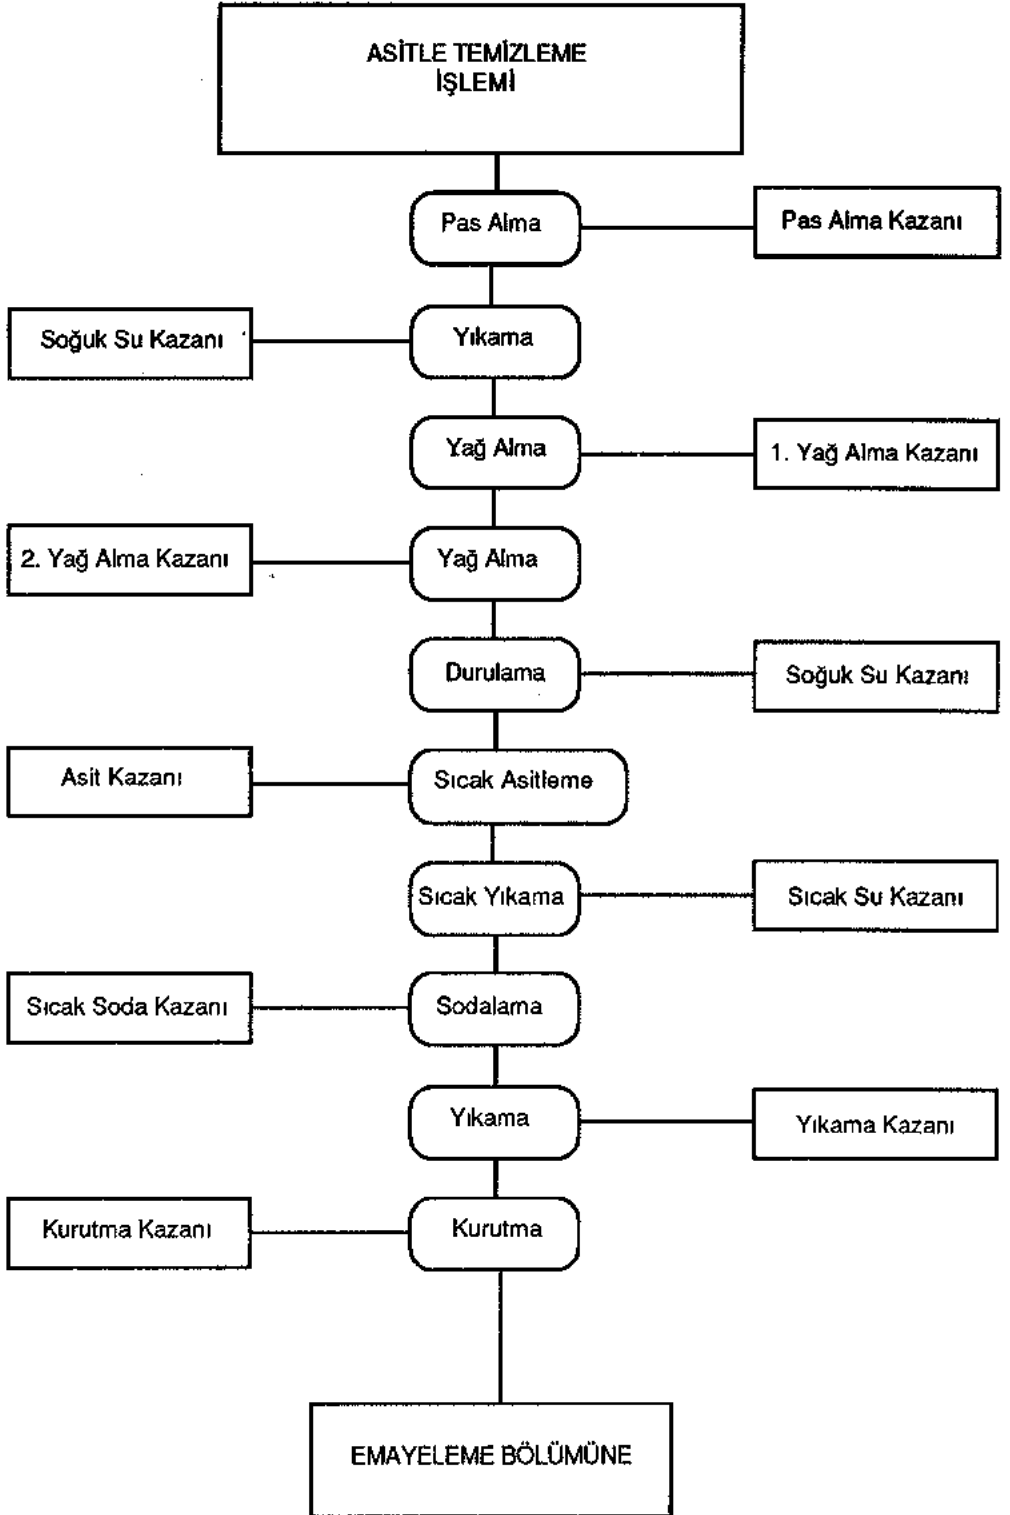 ASİTLE TEMİZLEME
İŞLEMİ
Pas Alma
Pas Alma Kazanı
Soğuk Su Kazanı
Yıkama
Yağ Alma
1. Yağ Alma Kazanı
2. Yağ Alma Kazanı
Yağ Alma
Durulama
Soğuk Su Kazanı
Asit Kazanı
Sıcak Asitleme
Sıcak Yıkama
Sıcak Su Kazanı
Sıcak Soda Kazanı
Sodalama
Yıkama
Yıkama Kazanı
Kurutma Kazanı
Kurutma
EMAYELEME BÖLÜMÜNE